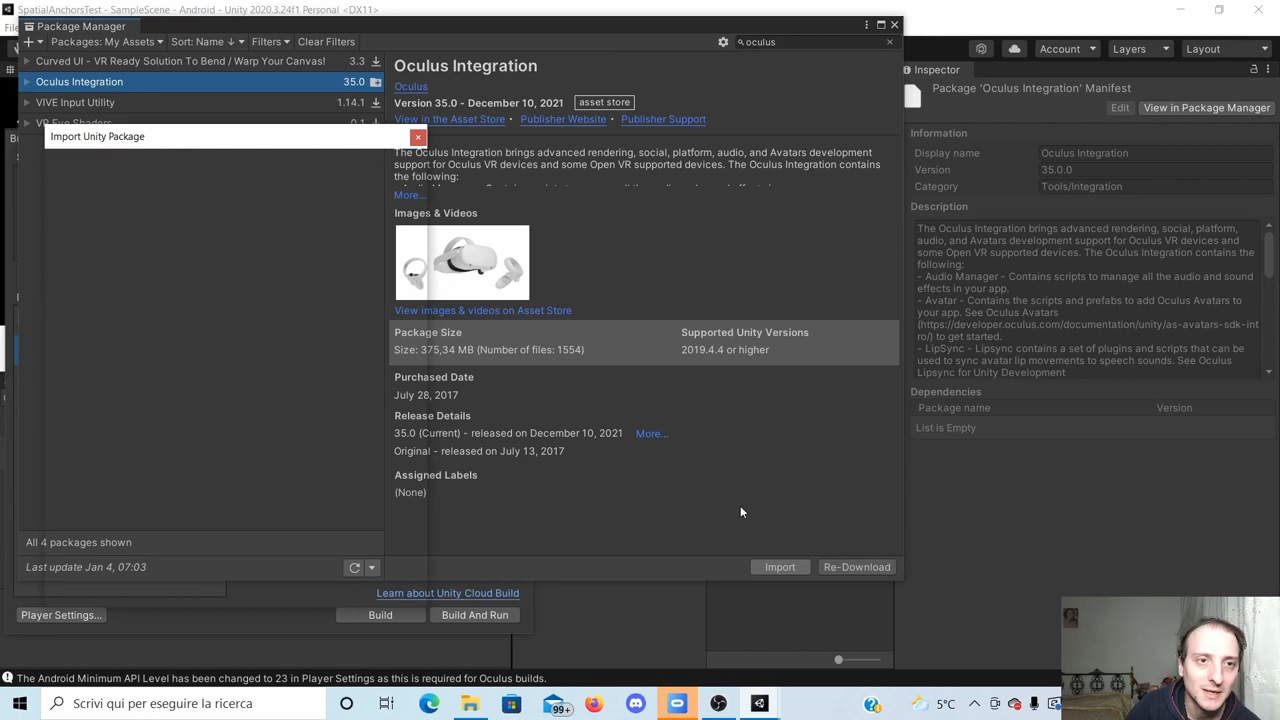 SpatialAnchorsTest - SampleScene - Android - Unity 2020.3.24f1 Personal <DX11>
Package Manager
Packages: My Assets
Sort: Name ↓
Filters
Clear Filters
oculus
Account
Layers
Layout
Curved UI - VR Ready Solution To Bend / Warp Your Canvas!
3.3
Oculus Integration
35.0
VIVE Input Utility
1.14.1
VR Eye Shaders
0.1
Import Unity Package
Oculus Integration
Oculus
Version 35.0 - December 10, 2021
asset store
View in the Asset Store
Publisher Website
Publisher Support
The Oculus Integration brings advanced rendering, social, platform, audio, and Avatars development
support for Oculus VR devices and some Open VR supported devices. The Oculus Integration contains
the following:
More...
Images & Videos
View images & videos on Asset Store
Package Size
Supported Unity Versions
Size: 375,34 MB (Number of files: 1554)
2019.4.4 or higher
Purchased Date
July 28, 2017
Release Details
35.0 (Current) - released on December 10, 2021
More...
Original - released on July 13, 2017
Assigned Labels
(None)
All 4 packages shown
Last update Jan 4, 07:03
Import
Re-Download
Learn about Unity Cloud Build
Player Settings...
Build
Build And Run
Inspector
Package 'Oculus Integration' Manifest
Edit
View in Package Manager
Information
Display name
Oculus Integration
Version
35.0.0
Category
Tools/Integration
Description
The Oculus Integration brings advanced rendering, social, platform,
audio, and Avatars development support for Oculus VR devices and
some Open VR supported devices. The Oculus Integration contains the
following:
- Audio Manager - Contains scripts to manage all the audio and sound
effects in your app.
- Avatar - Contains the scripts and prefabs to add Oculus Avatars to
your app. See Oculus Avatars
(https://developer.oculus.com/documentation/unity/as-avatars-sdk-int
ro/) to get started.
- LipSync - Lipsync contains a set of plugins and scripts that can be
used to sync avatar lip movements to speech sounds. See Oculus
Lipsync for Unity Development
Dependencies
Package name
Version
List is Empty
The Android Minimum API Level has been changed to 23 in Player Settings as this is required for Oculus builds.
Scrivi qui per eseguire la ricerca
99+
5°C